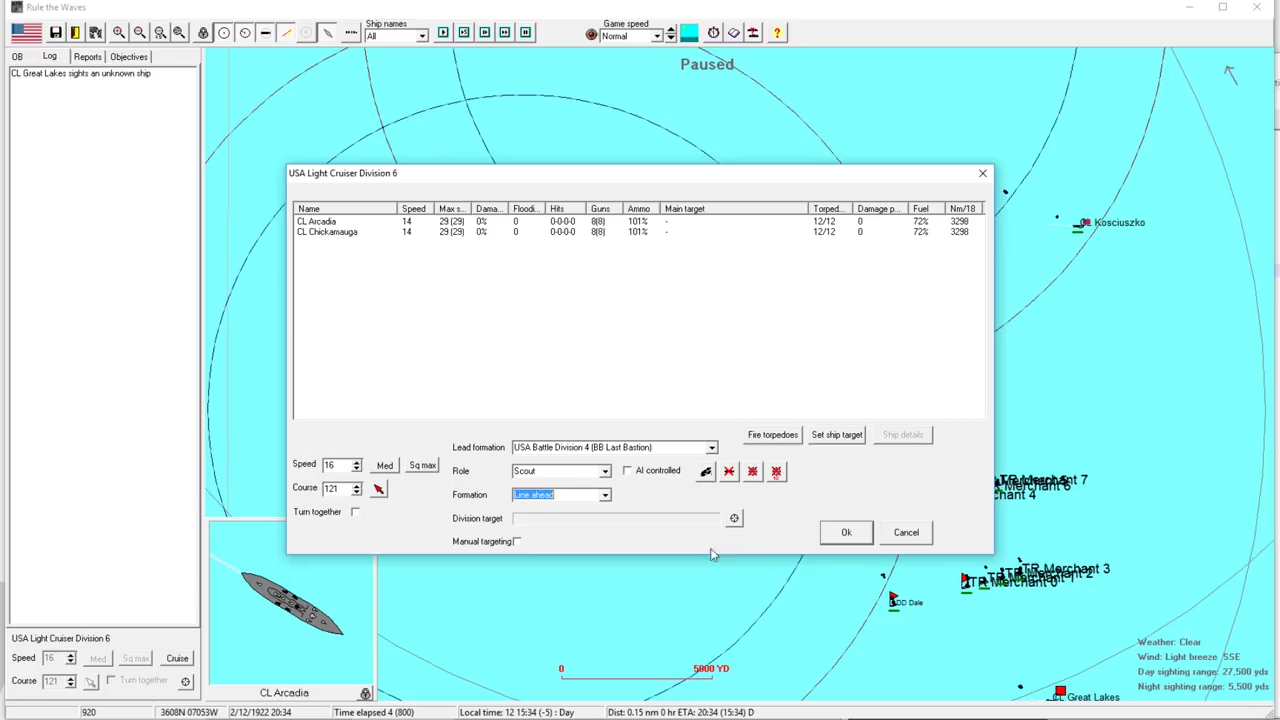 Rule the Waves
Ship names
All
Game speed
Normal
OB Log Reports Objectives
CL Great Lakes sights an unknown ship
Paused
USA Light Cruiser Division 6
Name Speed Max s... Dama... Floodi... Hits Guns Ammo Main target Torped... Damage p... Fuel Nm/18
CL Arcadia 14 29 (29) 0% 0 0-0-0-0 8(8) 101% - 12/12 0 72% 3298
CL Chickamauga 14 29 (29) 0% 0 0-0-0-0 8(8) 101% - 12/12 0 72% 3298
Kosciuszko
Lead formation USA Battle Division 4 (BB Last Bastion)
Fire torpedoes Set ship target Ship details
Speed 16 Med Sq max
Role Scout AI controlled
Course 121
Formation Line ahead
Turn together
Division target
Manual targeting
Ok Cancel
TR Merchant 7
Merchant 6
chant 4
TR Merchant 3
TR Merchant 2
TR Merchant 0
DD Dale
CL Great Lakes
0 5000 YD
Weather: Clear
Wind: Light breeze SSE
Day sighting range: 27,500 yds
Night sighting range: 5,500 yds
USA Light Cruiser Division 6
Speed 16 Med Sq max Cruise
Course 121 Turn together
CL Arcadia
920 3608N 07053W 2/12/1922 20:34 Time elapsed 4 (800) Local time: 12 15:34 (-5) : Day Dist: 0.15 nm 0 hr ETA: 20:34 (15:34) D